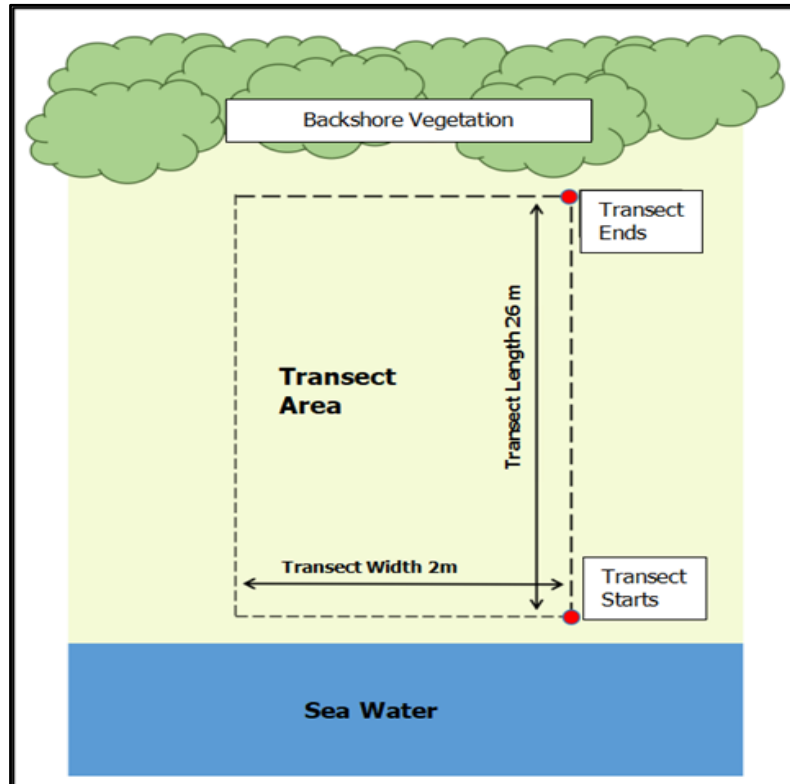 Backshore Vegetation
Transect
Ends
Transect Length 26 m
Transect
Area
Transect Width 2m
Transect
Starts
Sea Water